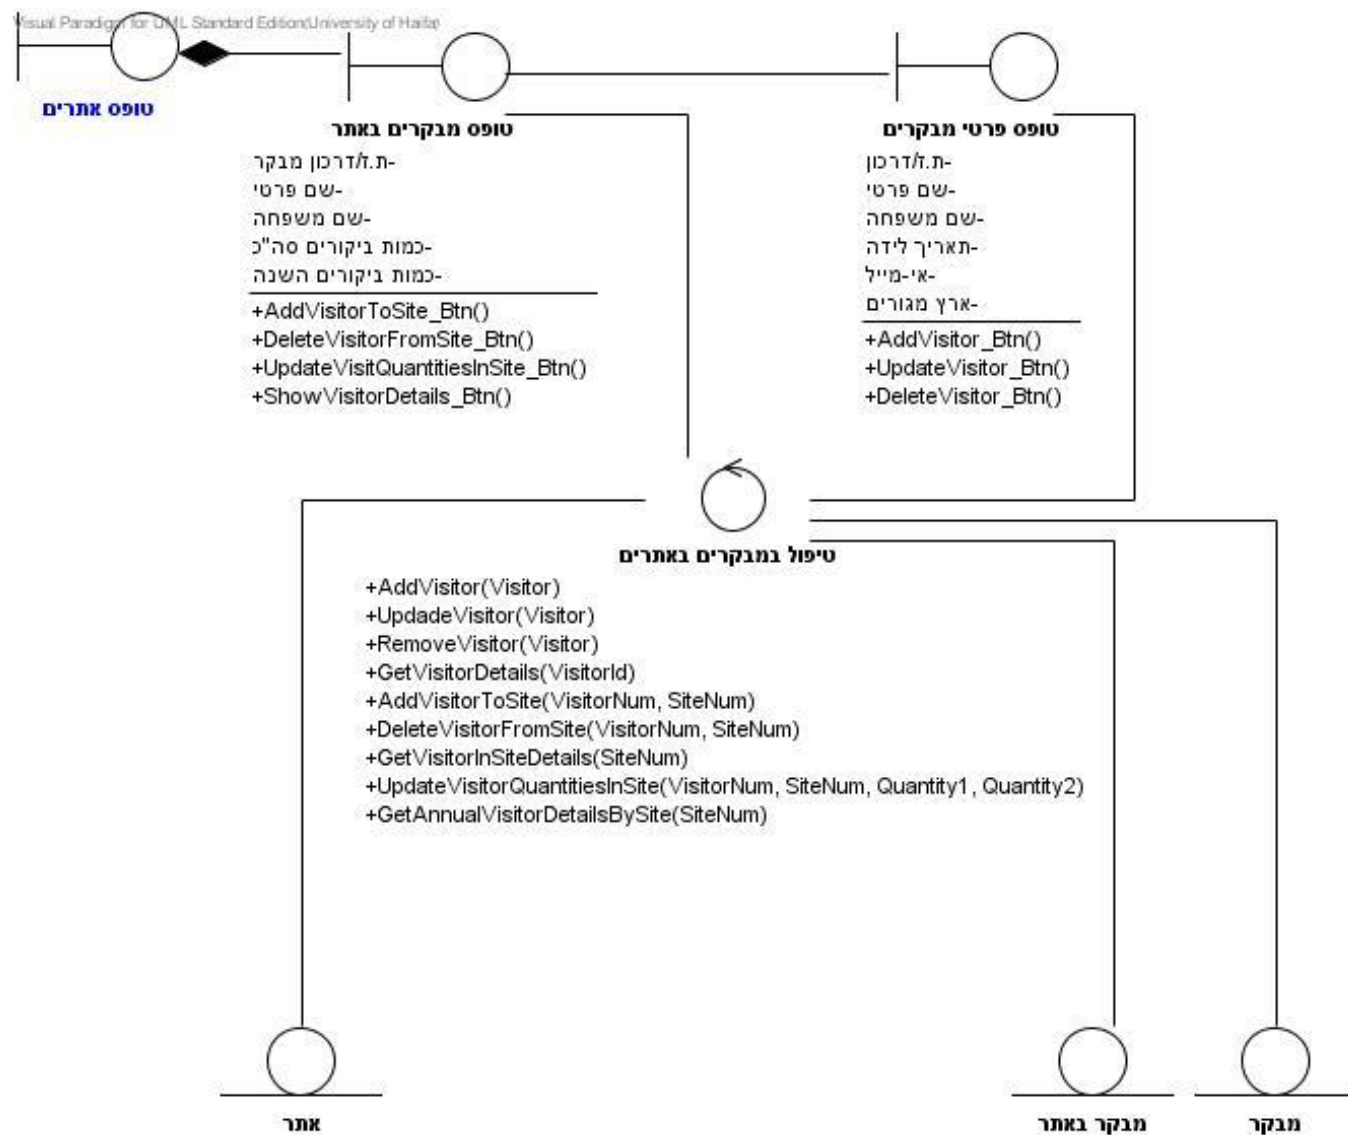 Visual Paradigm for UML Standard Edition(University of Haifa)
טופס אתרים
טופס מבקרים באתר
-ת.ז/דרכון מבקר
-שם פרטי
-שם משפחה
-כמות ביקורים סה"כ
-כמות ביקורים השנה
+AddVisitorToSite_Btn()
+DeleteVisitorFromSite_Btn()
+UpdateVisitQuantitiesInSite_Btn()
+ShowVisitorDetails_Btn()
טופס פרטי מבקרים
-ת.ז/דרכון
-שם פרטי
-שם משפחה
-תאריך לידה
-אי-מייל
-ארץ מגורים
+AddVisitor_Btn()
+UpdateVisitor_Btn()
+DeleteVisitor_Btn()
טיפול במבקרים באתרים
+AddVisitor(Visitor)
+UpdadeVisitor(Visitor)
+RemoveVisitor(Visitor)
+GetVisitorDetails(VisitorId)
+AddVisitorToSite(VisitorNum, SiteNum)
+DeleteVisitorFromSite(VisitorNum, SiteNum)
+GetVisitorInSiteDetails(SiteNum)
+UpdateVisitorQuantitiesInSite(VisitorNum, SiteNum, Quantity1, Quantity2)
+GetAnnualVisitorDetailsBySite(SiteNum)
אתר
מבקר באתר
מבקר